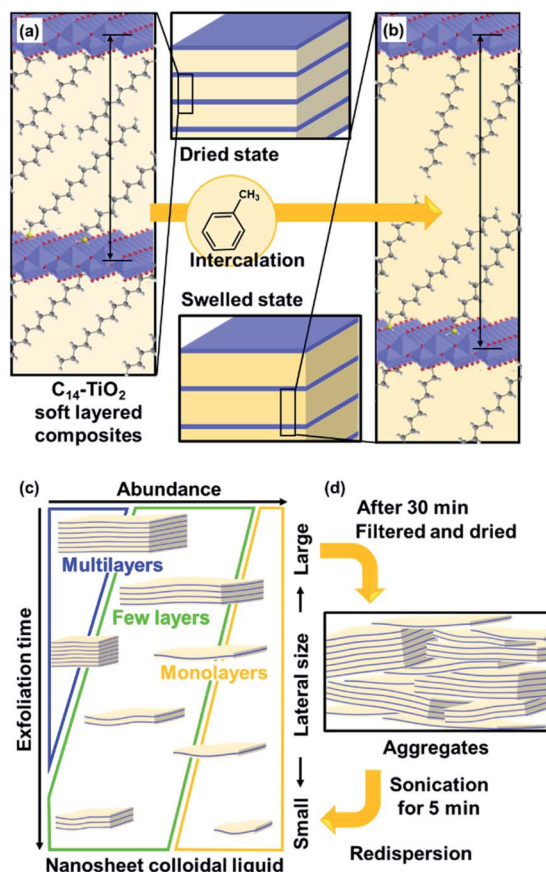 (a)
(b)
Dried state
CH₃
Intercalation
Swelled state
C₁₄-TiO₂
soft layered
composites
(c)
Abundance
Exfoliation time
Multilayers
Few layers
Monolayers
Large
Lateral size
Small
Nanosheet colloidal liquid
(d)
After 30 min
Filtered and dried
Aggregates
Sonication
for 5 min
Redispersion